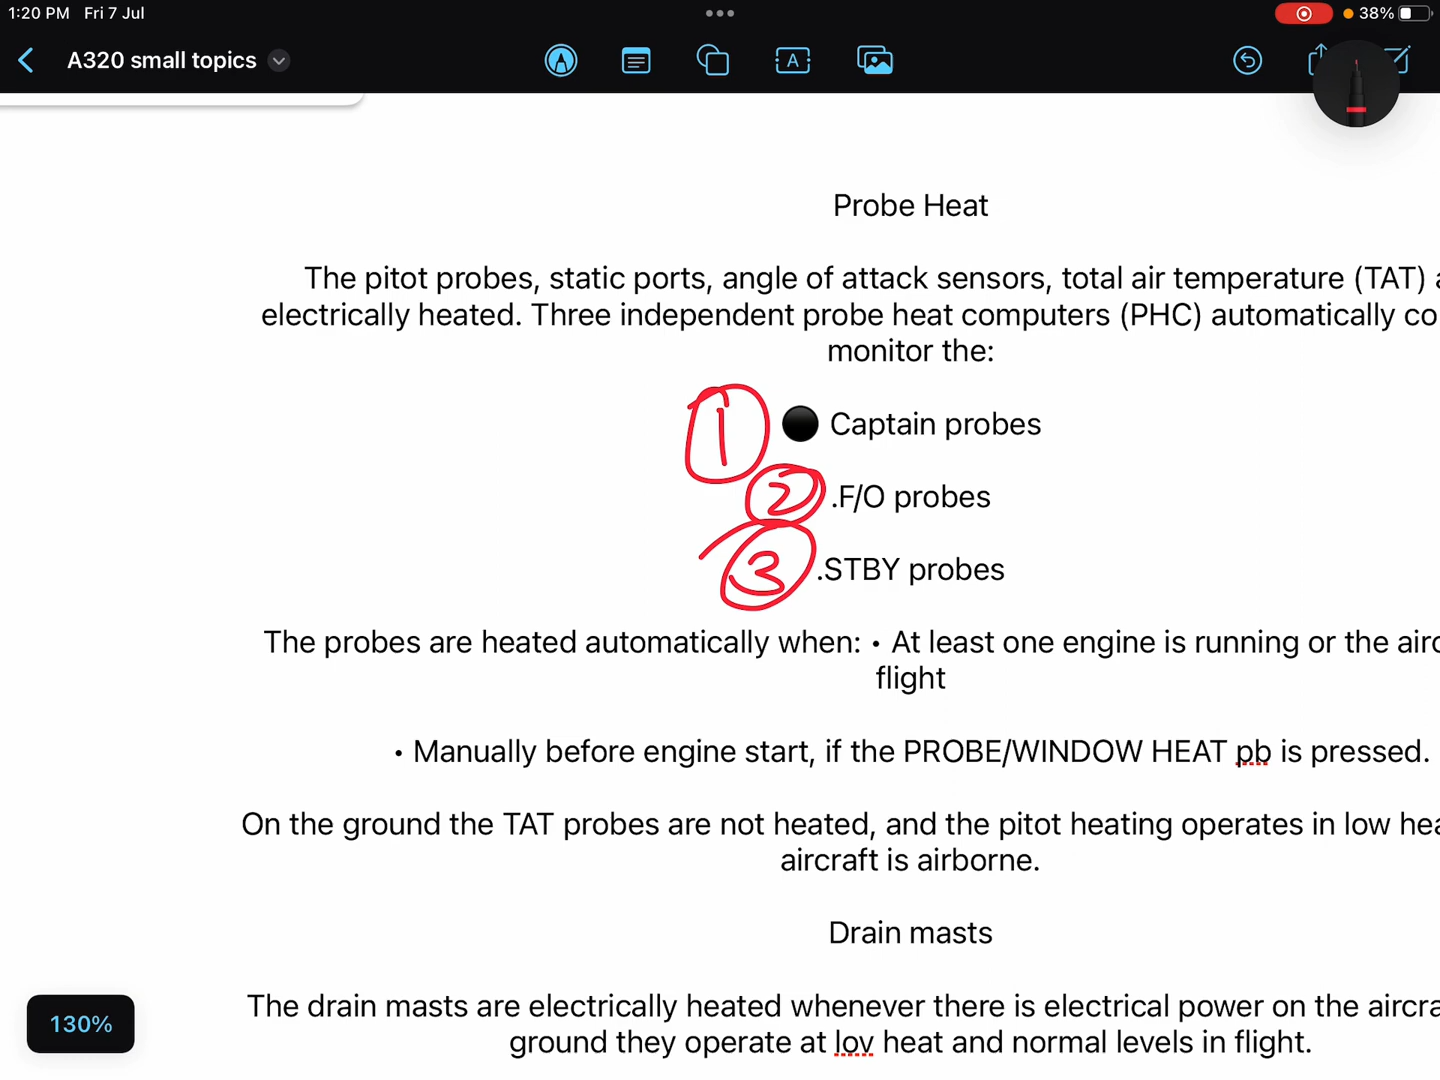 1:20 PM Fri 7 Jul
38%
A320 small topics
A
Probe Heat
The pitot probes, static ports, angle of attack sensors, total air temperature (TAT)
electrically heated. Three independent probe heat computers (PHC) automatically co
monitor the:
1 Captain probes
2 .F/O probes
3 .STBY probes
The probes are heated automatically when: • At least one engine is running or the airc
flight
• Manually before engine start, if the PROBE/WINDOW HEAT pb is pressed.
On the ground the TAT probes are not heated, and the pitot heating operates in low hea
aircraft is airborne.
Drain masts
The drain masts are electrically heated whenever there is electrical power on the aircra
130%
ground they operate at lov heat and normal levels in flight.